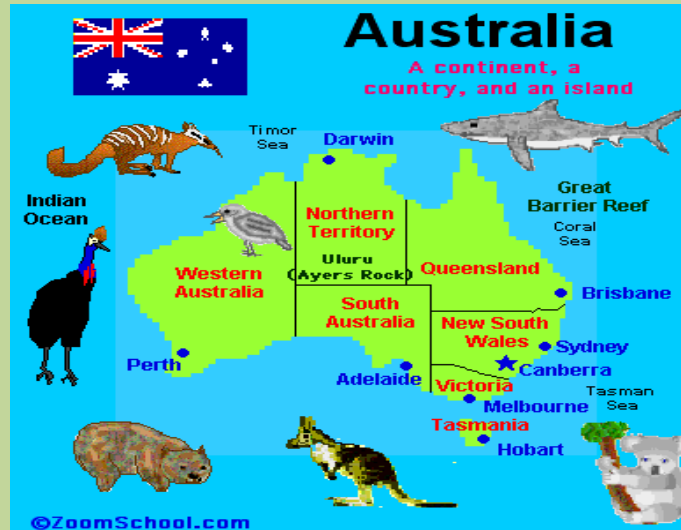 Australia
A continent, a
country, and an island
Timor
Sea
Darwin
Indian
Ocean
Great
Barrier Reef
Coral
Sea
Northern
Territory
Uluru
(Ayers Rock)
Western
Australia
Queensland
South
Australia
Brisbane
New South
Wales
Sydney
Perth
Adelaide
Canberra
Victoria
Tasman
Sea
Melbourne
Tasmania
Hobart
©ZoomSchool.com